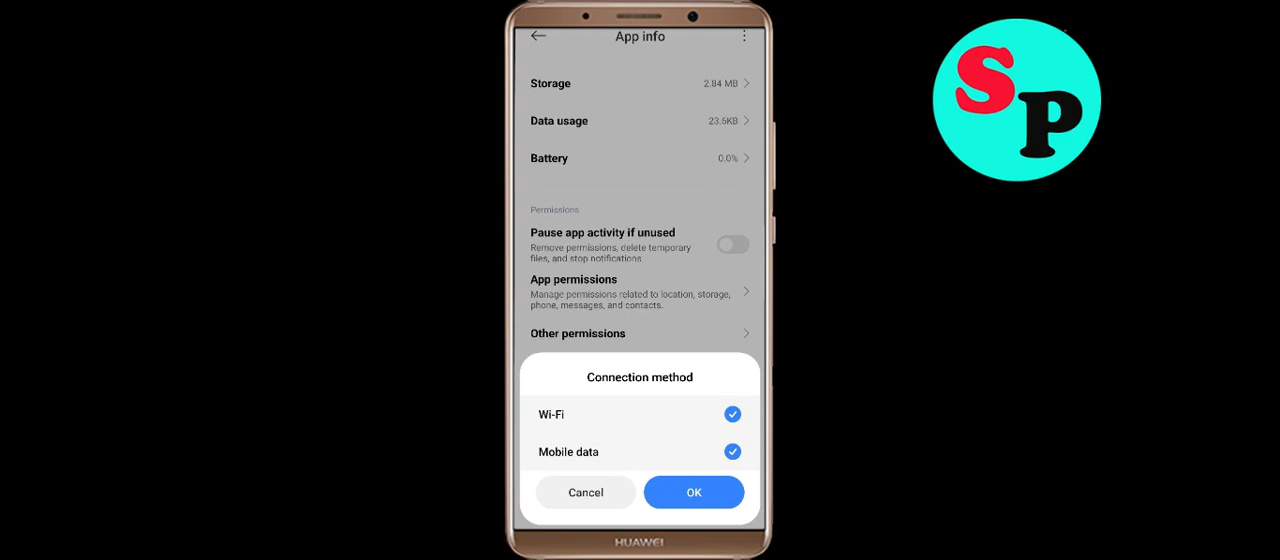 App info
Storage 2.84 MB
Data usage 23.5KB
Battery 0.0%
Permissions
Pause app activity if unused
Remove permissions, delete temporary
files, and stop notifications
App permissions
Manage permissions related to location, storage,
phone, messages, and contacts.
Other permissions
Connection method
Wi-Fi
Mobile data
Cancel OK
HUAWEI
SP